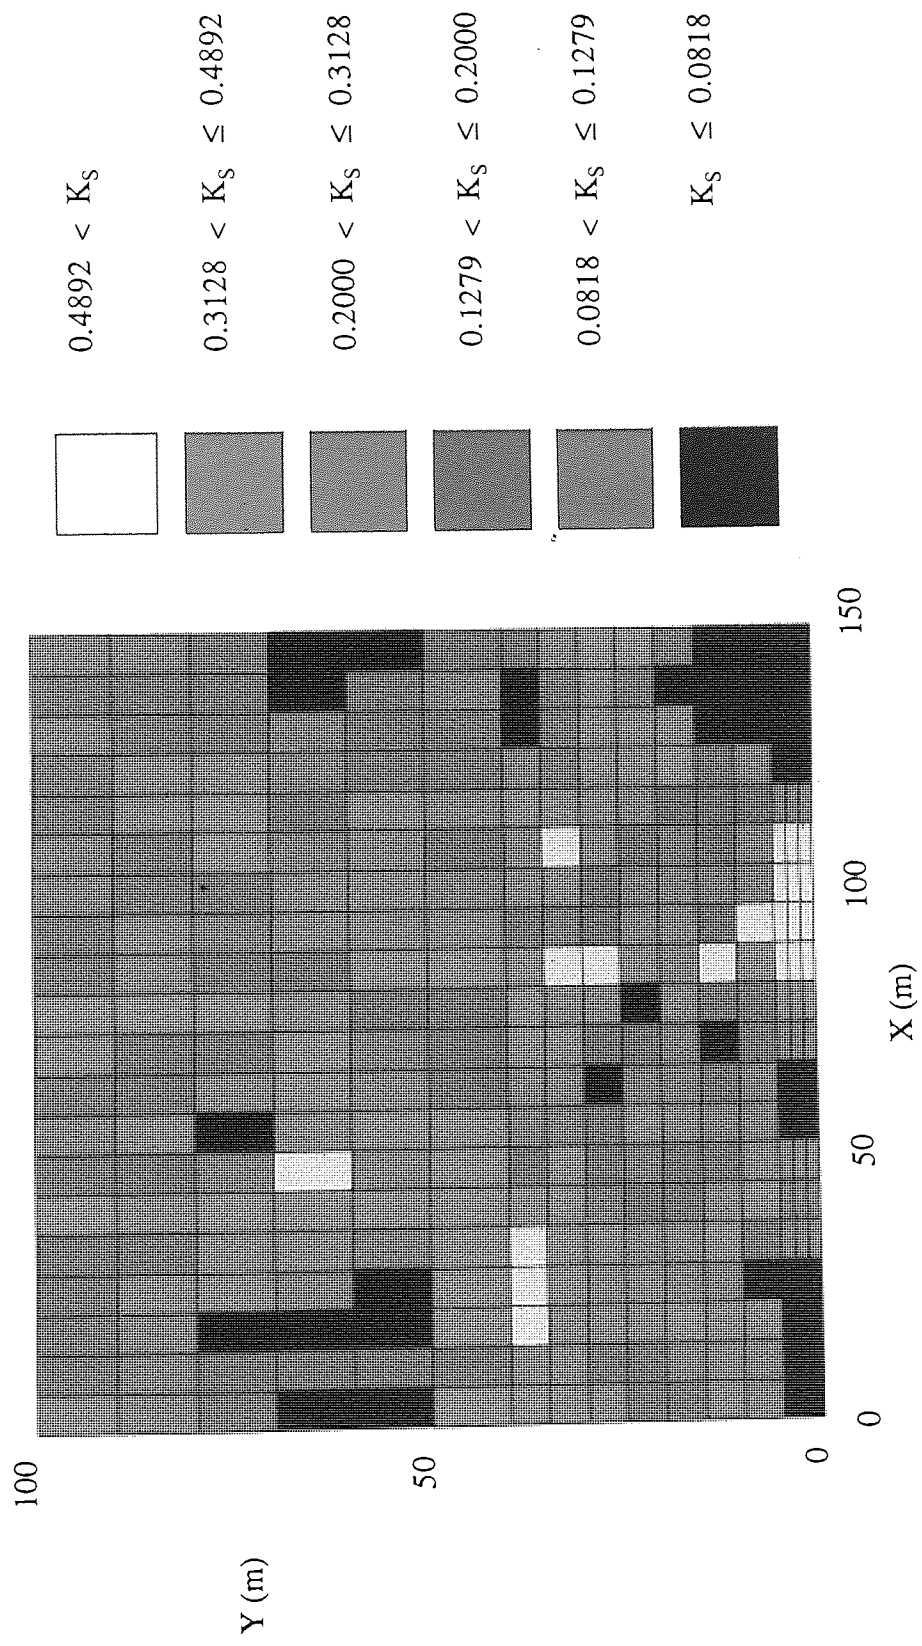 0.4892 < K_S
0.3128 < K_S ≤ 0.4892
0.2000 < K_S ≤ 0.3128
0.1279 < K_S ≤ 0.2000
0.0818 < K_S ≤ 0.1279
K_S ≤ 0.0818
Y (m)
100
50
0
0
50
100
150
X (m)